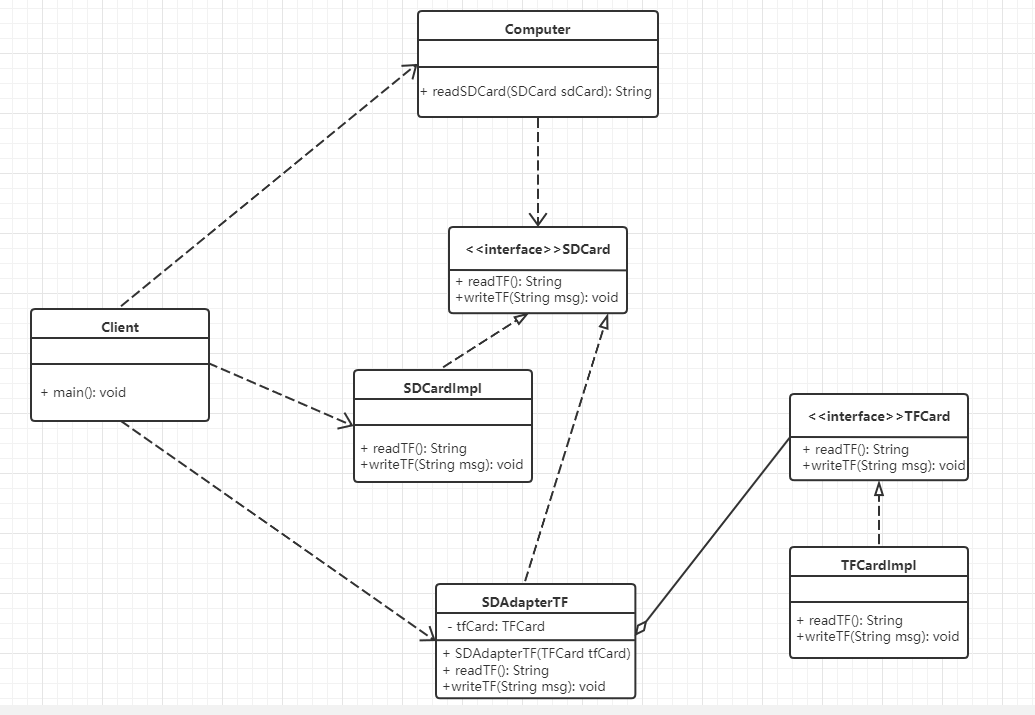 Computer
+ readSDCard(SDCard sdCard): String
<<interface>>SDCard
+ readTF(): String
+writeTF(String msg): void
Client
+ main(): void
SDCardImpl
+ readTF(): String
+writeTF(String msg): void
<<interface>>TFCard
+ readTF(): String
+writeTF(String msg): void
TFCardImpl
+ readTF(): String
+writeTF(String msg): void
SDAdapterTF
- tfCard: TFCard
+ SDAdapterTF(TFCard tfCard)
+ readTF(): String
+writeTF(String msg): void